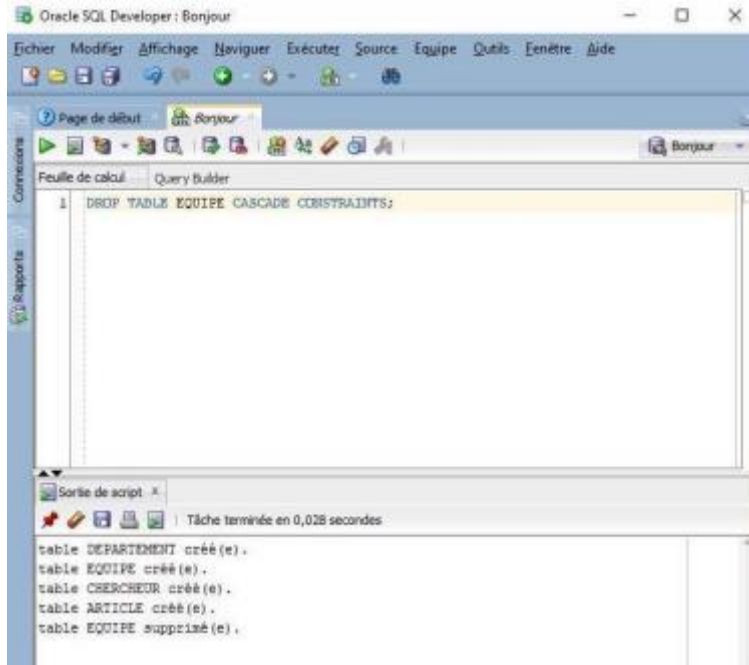 Oracle SQL Developer : Bonjour
Fichier Modifier Affichage Naviguer Exécuter Source Equipe Outils Fenêtre Aide
Page de début Bonjour
Bonjour
Connexions
Feuille de calcul Query Builder
1 DROP TABLE EQUIPE CASCADE CONSTRAINTS;
Rapports
Sortie de script
Tâche terminée en 0,028 secondes
table DEPARTEMENT créé(e).
table EQUIPE créé(e).
table CHERCHEUR créé(e).
table ARTICLE créé(e).
table EQUIPE supprimé(e).